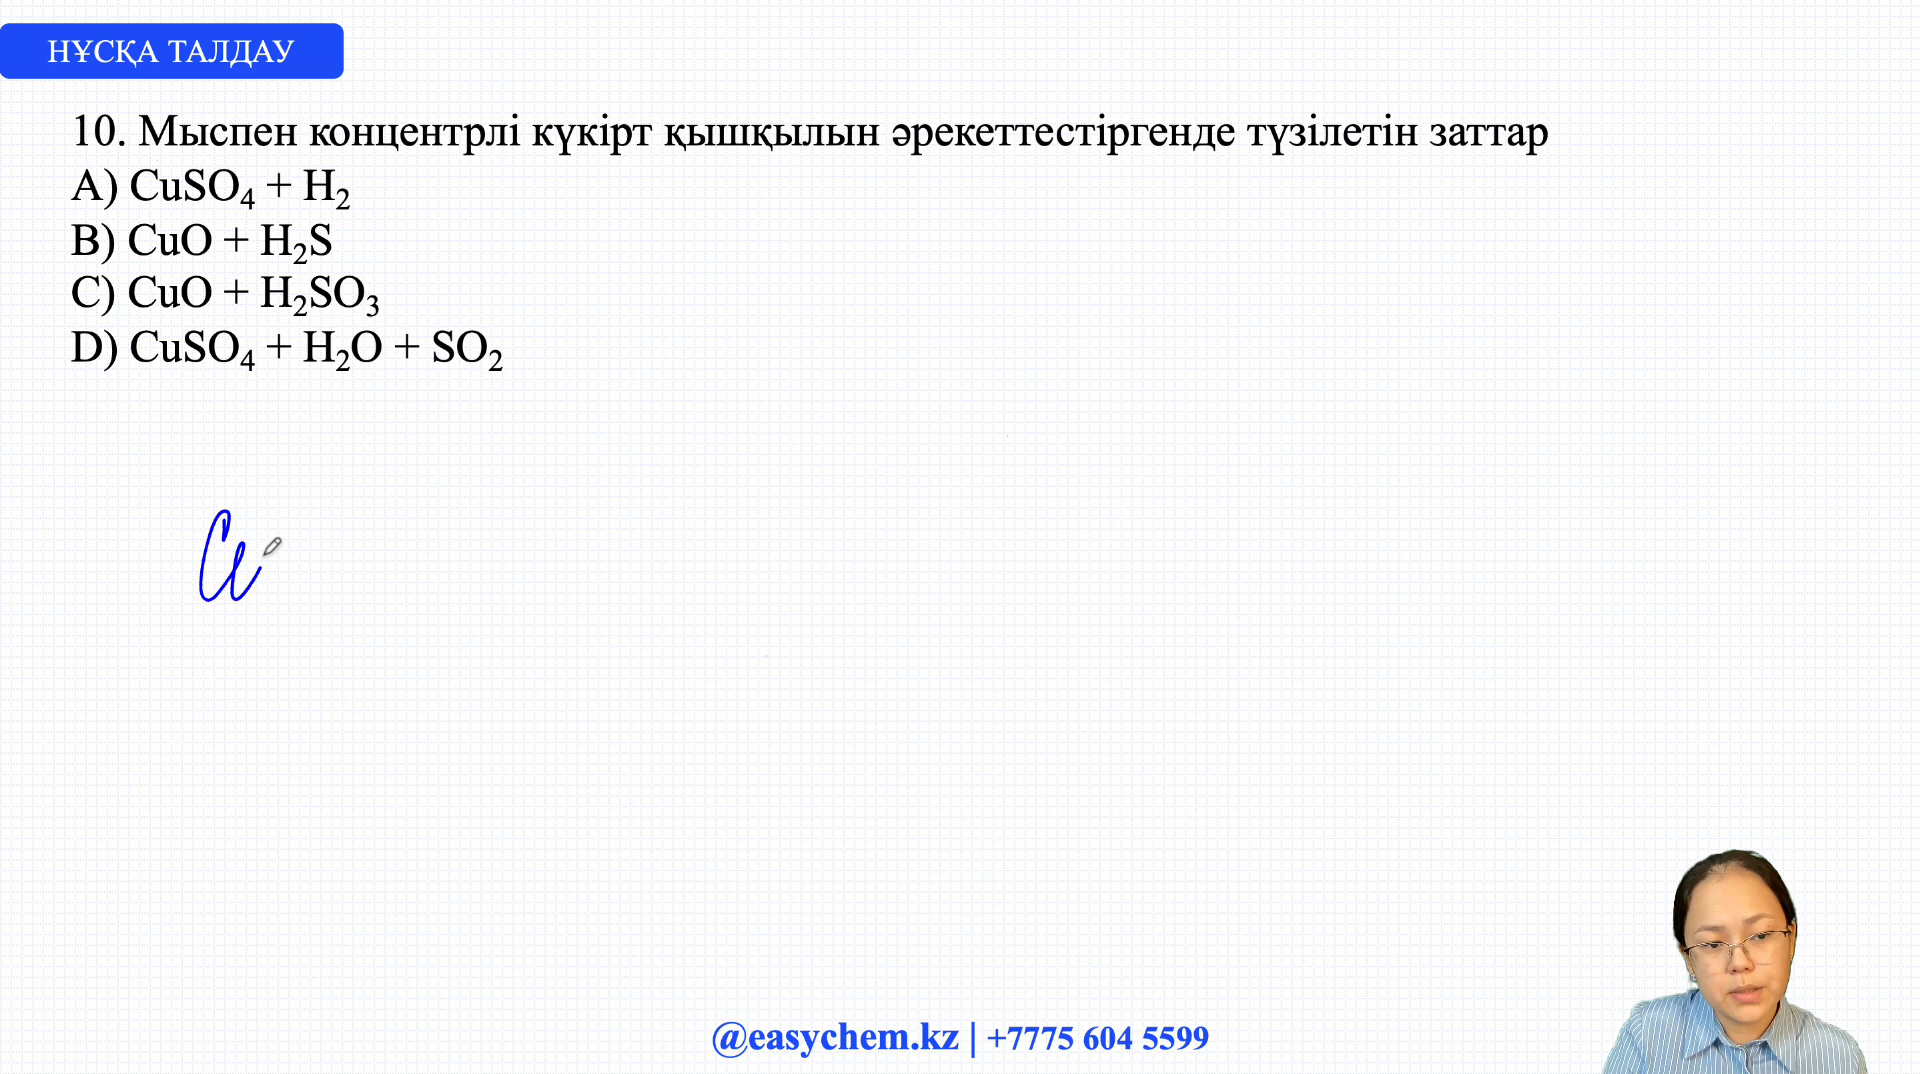 НҰСҚА ТАЛДАУ
10. Мыспен концентрлі күкірт қышқылын әрекеттестіргенде түзілетін заттар
A) CuSO₄ + H₂
B) CuO + H₂S
C) CuO + H₂SO₃
D) CuSO₄ + H₂O + SO₂
Cu
@easychem.kz | +7775 604 5599